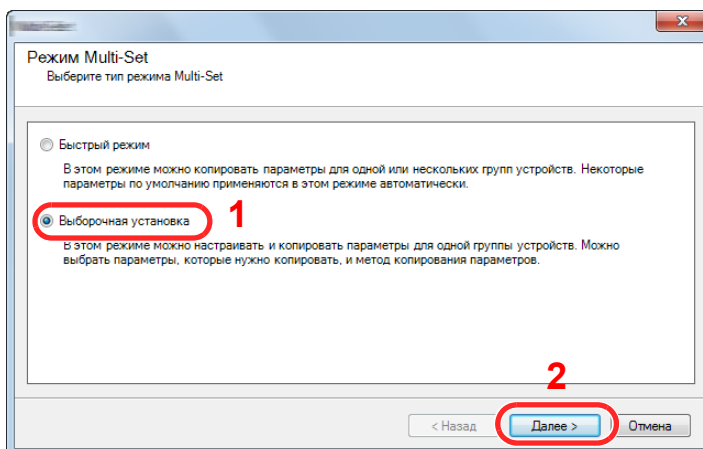 Режим Multi-Set
Выберите тип режима Multi-Set
Быстрый режим
В этом режиме можно копировать параметры для одной или нескольких групп устройств. Некоторые
параметры по умолчанию применяются в этом режиме автоматически.
Выборочная установка 1
В этом режиме можно настраивать и копировать параметры для одной группы устройств. Можно
выбрать параметры, которые нужно копировать, и метод копирования параметров.
2
< Назад Далее > Отмена